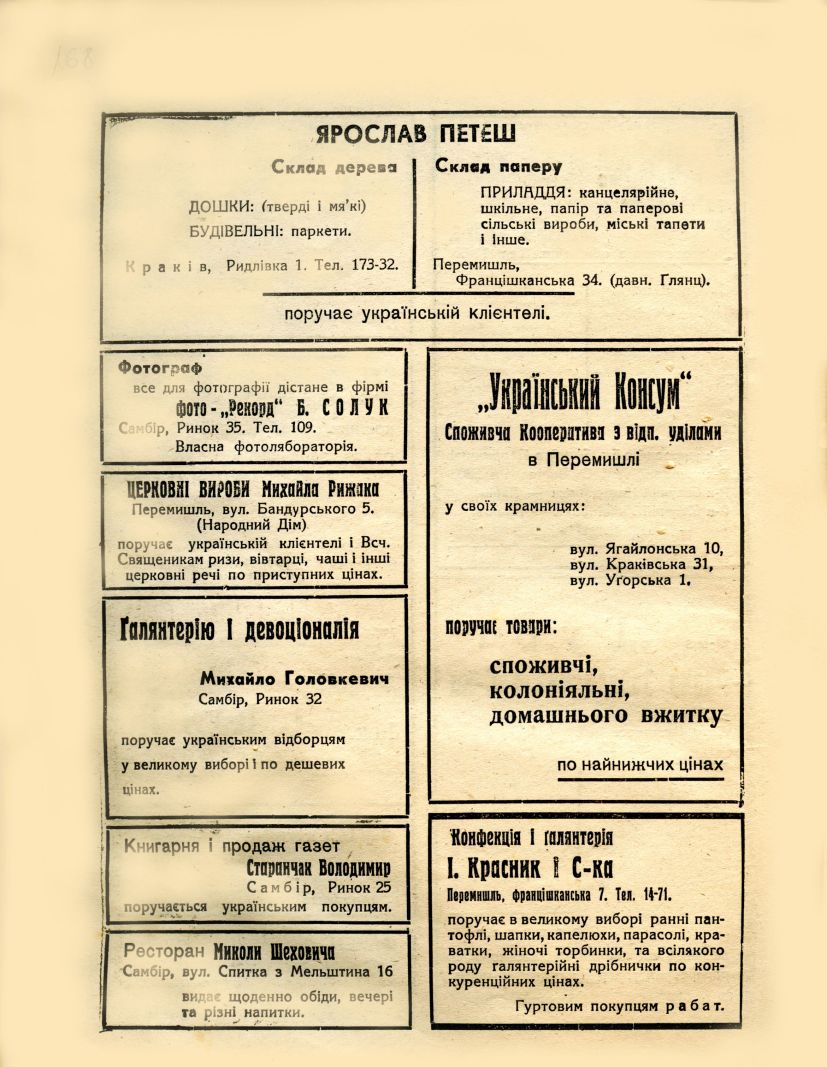 168
ЯРОСЛАВ ПЕТЕШ
Склад дерева
ДОШКИ: (тверді і мя'кі)
БУДІВЕЛЬНІ: паркети.
Краків, Ридлівка 1. Тел. 173-32.
Склад паперу
ПРИЛАДДЯ: канцелярійне,
шкільне, папір та паперові
сільські вироби, міські тапети
і інше.
Перемишль,
Францішканська 34. (давн. Ґлянц).
поручає українській клієнтелі.
Фотограф
все для фотографії дістане в фірмі
фото-„Рекорд“ Б. СОЛУК
Самбір, Ринок 35. Тел. 109.
Власна фотолябораторія.
ЦЕРКОВНІ ВИРОБИ Михайла Рижака
Перемишль, вул. Бандурського 5.
(Народний Дім)
поручає українській клієнтелі і Всч.
Священикам ризи, вівтарці, чаші і інші
церковні речі по приступних цінах.
Ґалянтерію і девоціоналія
Михайло Головкевич
Самбір, Ринок 32
поручає українським відборцям
у великому виборі і по дешевих
цінах.
Книгарня і продаж газет
Старанчак Володимир
Самбір, Ринок 25
поручається українським покупцям.
Ресторан Миколи Шеховича
Самбір, вул. Спитка з Мельштина 16
видає щоденно обіди, вечері
та різні напитки.
„Український Консум“
Споживча Кооператива з відп. уділами
в Перемишлі
у своїх крамницях:
вул. Ягайлонська 10,
вул. Краківська 31,
вул. Угорська 1.
поручає товари:
споживчі,
колоніяльні,
домашнього вжитку
по найнижчих цінах
Конфекція і ґалянтерія
І. Красник і С-ка
Перемишль, францішканська 7. Тел. 14-71.
поручає в великому виборі ранні пан-
тофлі, шапки, капелюхи, парасолі, кра-
ватки, жіночі торбинки, та всілякого
роду ґалянтерійні дрібнички по кон-
куренційних цінах.
Гуртовим покупцям рабат.